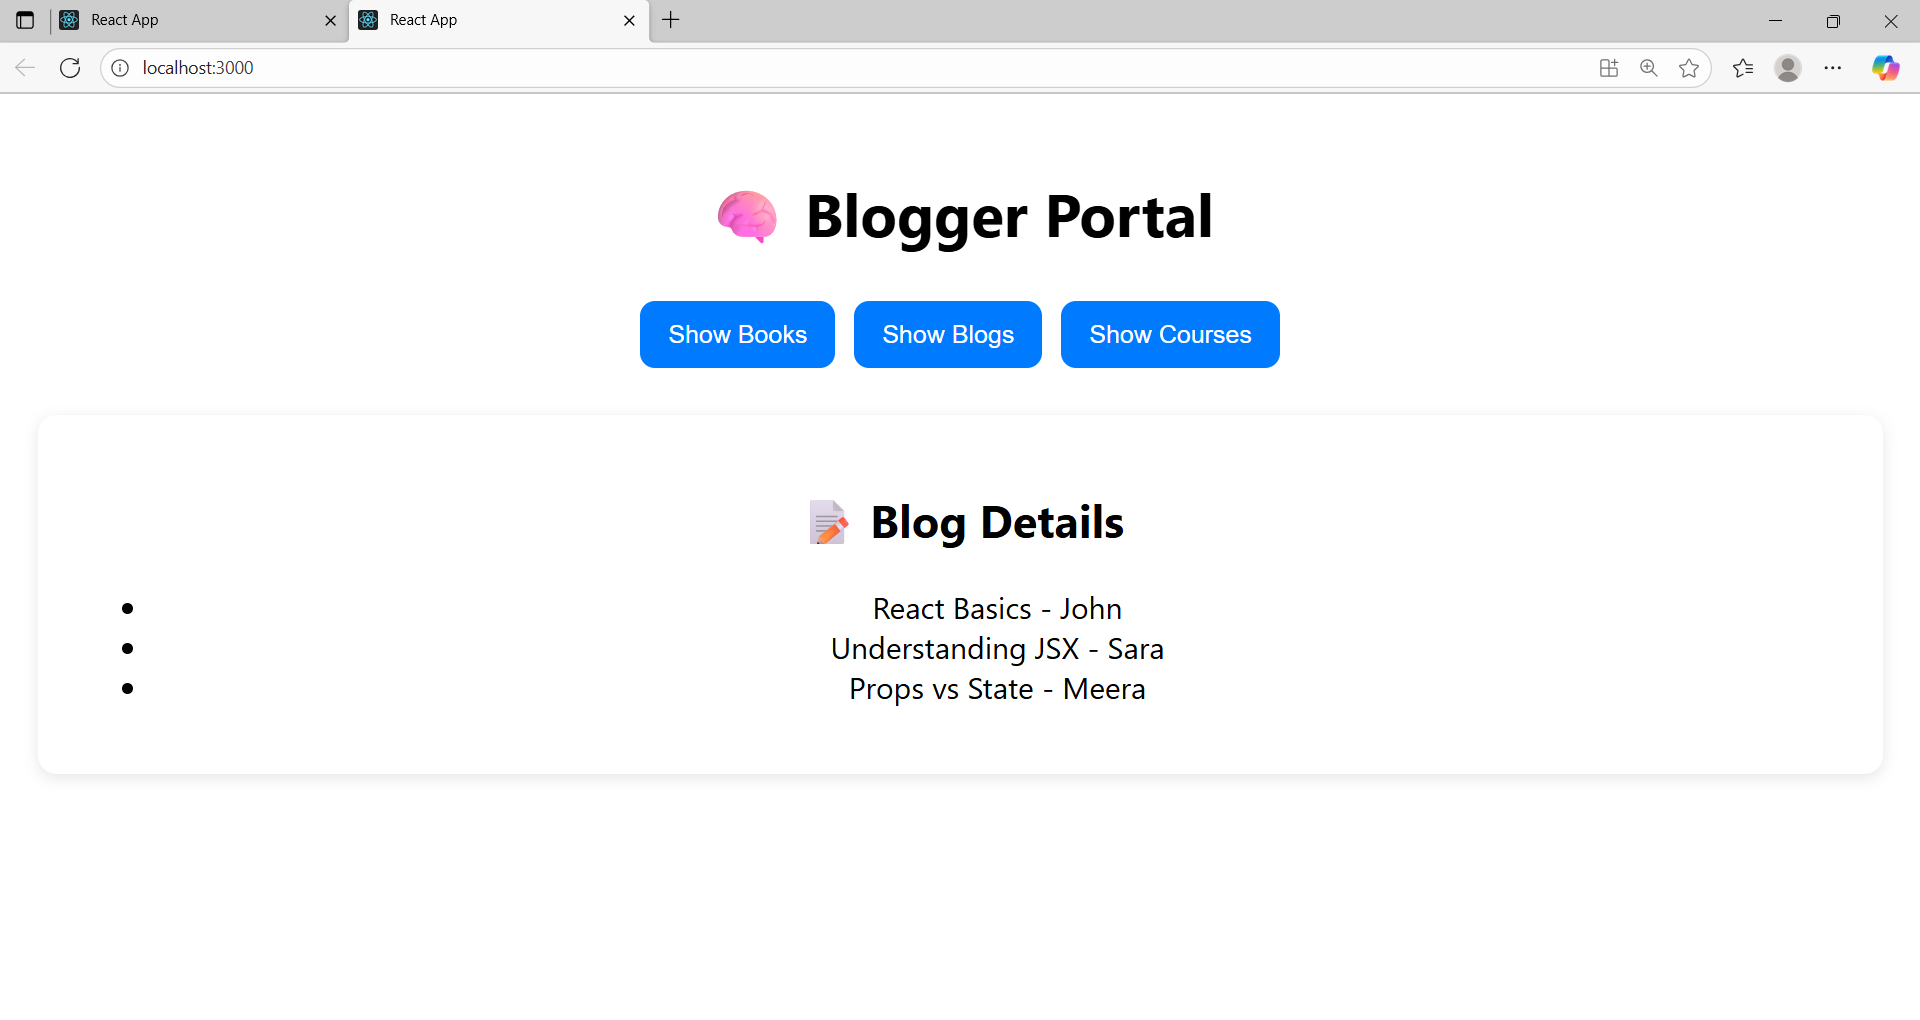 React App
React App
localhost:3000
🧠 Blogger Portal
Show Books
Show Blogs
Show Courses
📝 Blog Details
• React Basics - John
• Understanding JSX - Sara
• Props vs State - Meera